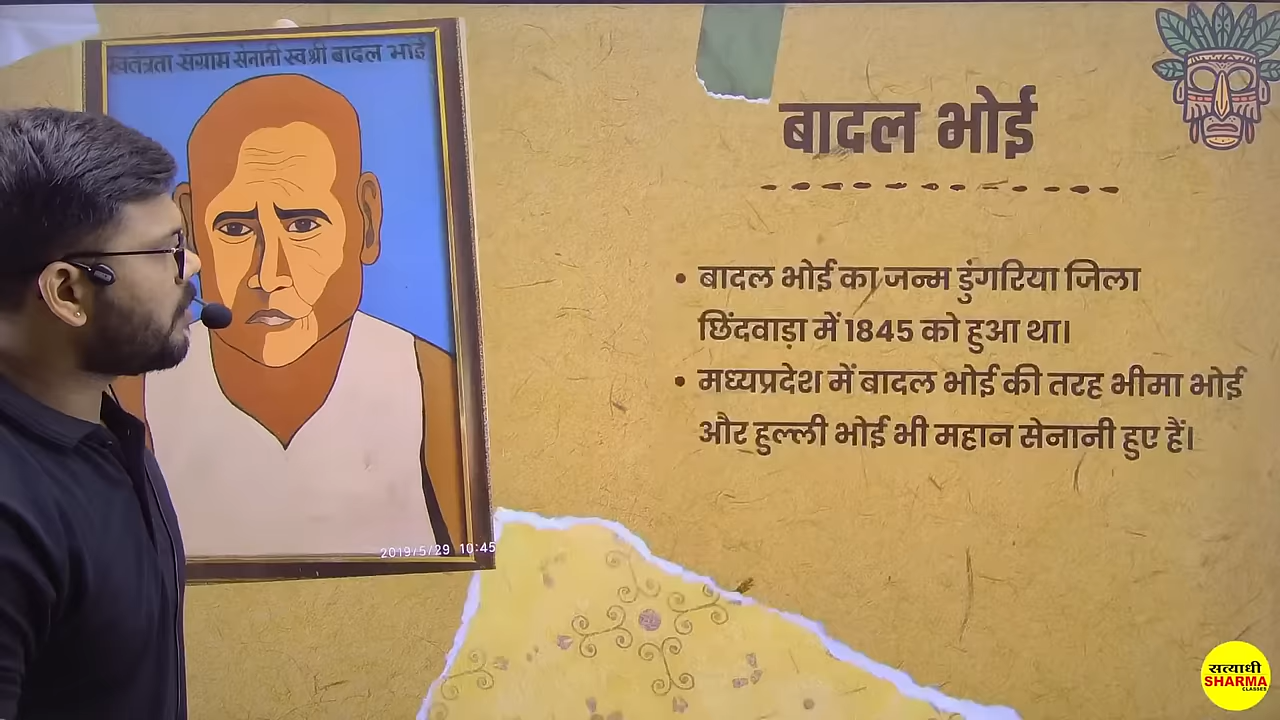 स्वतंत्रता संग्राम सेनानी स्व श्री बादल भोई
बादल भोई
• बादल भोई का जन्म डुंगरिया जिला
छिंदवाड़ा में 1845 को हुआ था।
• मध्यप्रदेश में बादल भोई की तरह भीमा भोई
और हुल्ली भोई भी महान सेनानी हुए हैं।
2019/5/29 10:45
सत्याधी
SHARMA
CLASSES